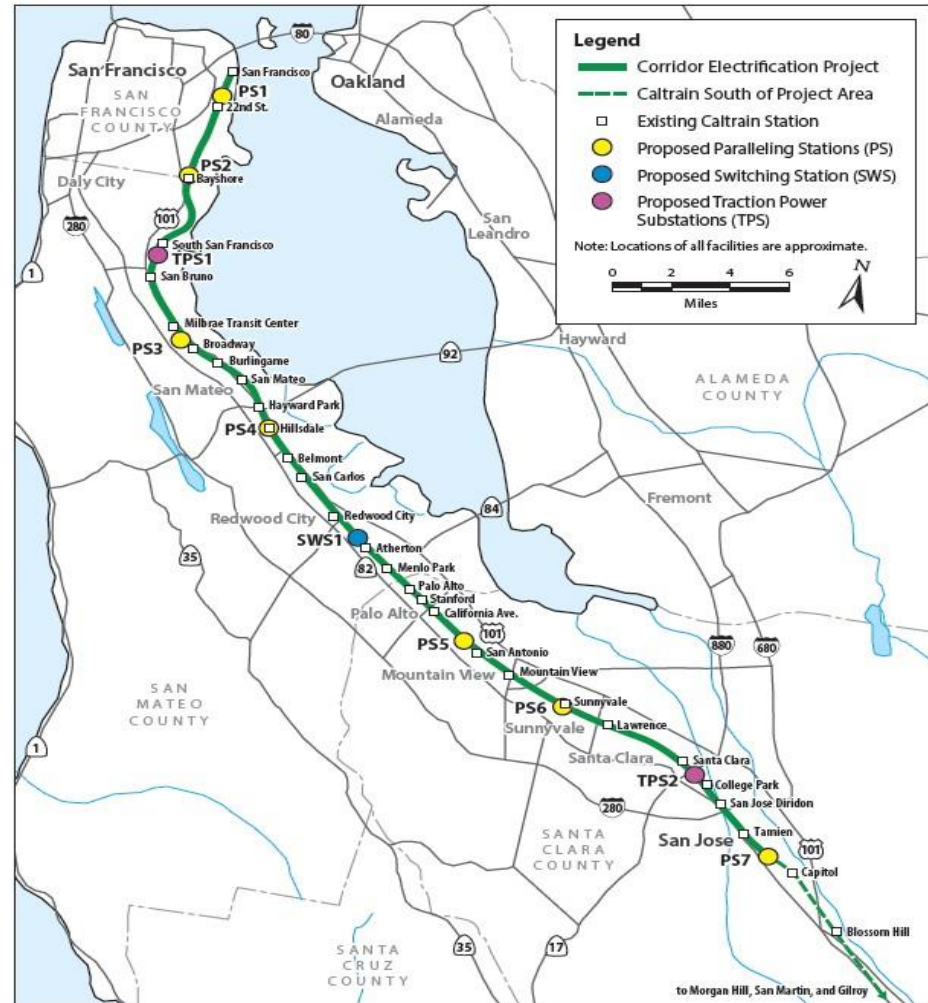 Legend
Corridor Electrification Project
Caltrain South of Project Area
Existing Caltrain Station
Proposed Paralleling Stations (PS)
Proposed Switching Station (SWS)
Proposed Traction Power
Substations (TPS)
Note: Locations of all facilities are approximate.
N
0 2 4 6
Miles
80
San Francisco
San Francisco
Oakland
PS1
SAN
FRANCISCO
COUNTY
22nd St.
Alameda
PS2
Bayshore
Daly City
280
101
San
Leandro
South San Francisco
TPS1
1
San Bruno
Milbrae Transit Center
PS3
Broadway
Hayward
92
Burlingame
San Mateo
San Mateo
ALAMEDA
COUNTY
Hayward Park
PS4
Hillsdale
Belmont
San Carlos
Fremont
84
Redwood City
Redwood City
SWS1
Atherton
35
82
Menlo Park
Palo Alto
Stanford
Palo Alto
California Ave.
101
PS5
880
680
San Antonio
Mountain View
Mountain View
SAN
MATEO
COUNTY
PS6
Sunnyvale
Sunnyvale
Lawrence
1
Santa Clara
Santa Clara
TPS2
College Park
280
San Jose Diridon
SANTA
CLARA
COUNTY
San Jose
Tamien
101
PS7
Capitol
Blossom Hill
35
17
SANTA
CRUZ
COUNTY
to Morgan Hill, San Martin, and Gilroy